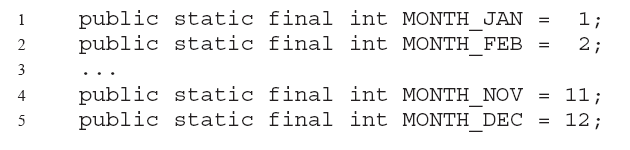 1 public static final int MONTH_JAN =  1;
2 public static final int MONTH_FEB =  2;
3 ...
4 public static final int MONTH_NOV = 11;
5 public static final int MONTH_DEC = 12;